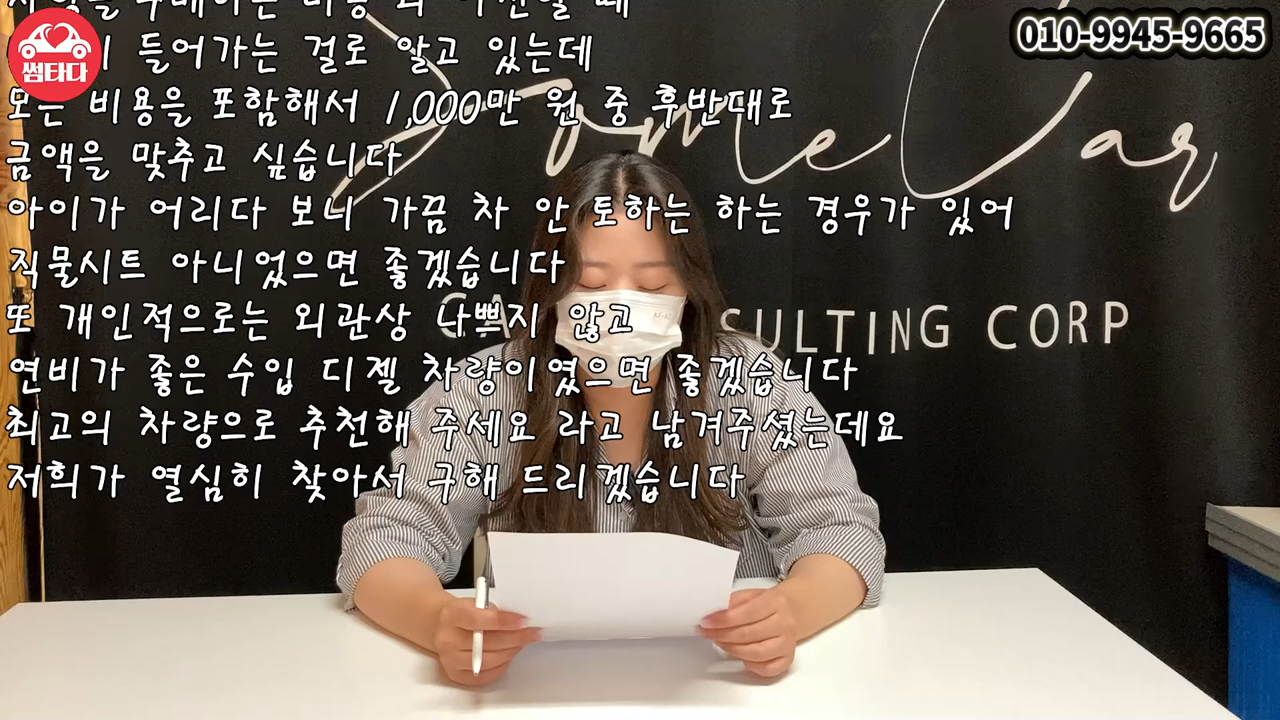 010-9945-9665
썸타다
들어가는 걸로 알고 있는데
모든 비용을 포함해서 1,000만 원 중 후반대로
금액을 맞추고 싶습니다
아이가 어리다 보니 가끔 차 안 토하는 하는 경우가 있어
직물시트 아니었으면 좋겠습니다
또 개인적으로는 외관상 나쁘지 않고
연비가 좋은 수입 디젤 차량이였으면 좋겠습니다
최고의 차량으로 추천해 주세요 라고 남겨주셨는데요
저희가 열심히 찾아서 구해 드리겠습니다
SomeCar
CORP